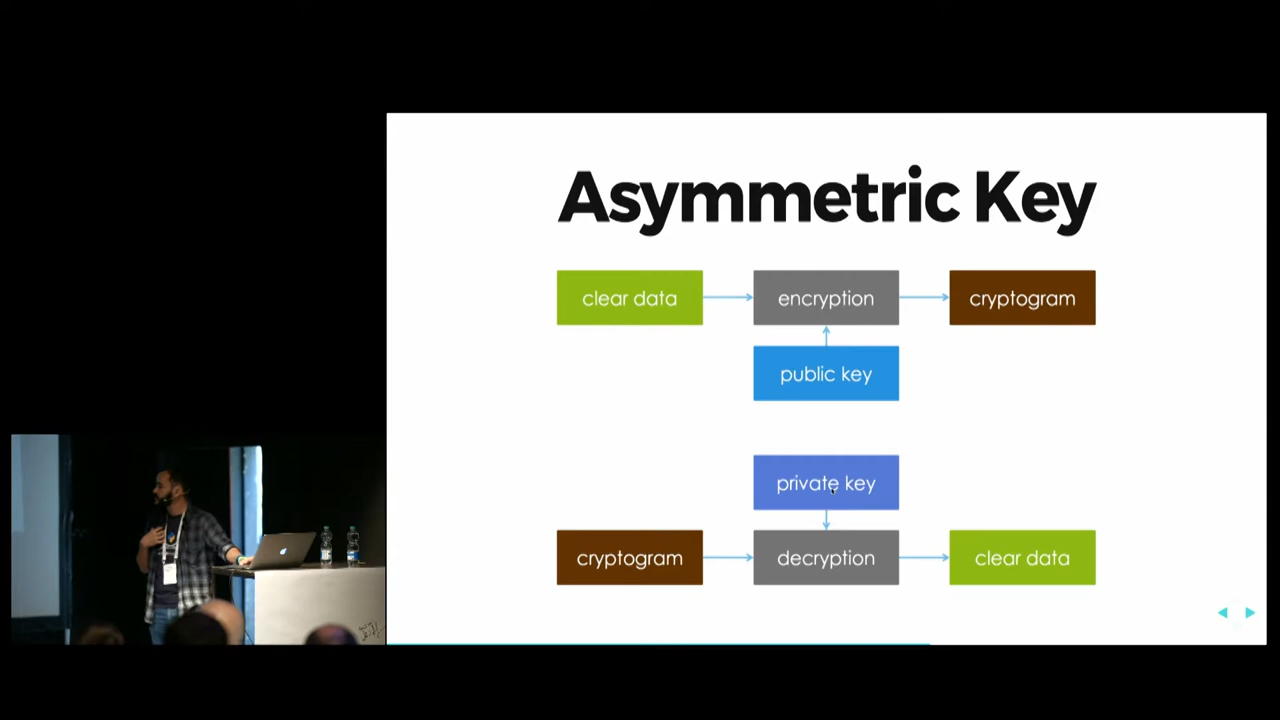 Asymmetric Key
clear data
encryption
cryptogram
public key
private key
cryptogram
decryption
clear data